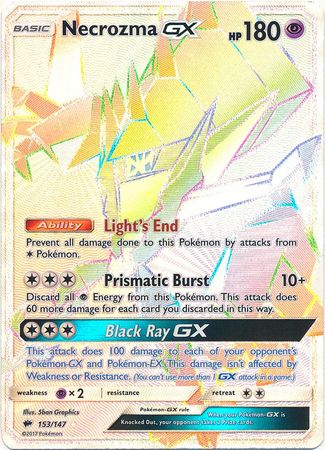 BASIC Necrozma GX HP 180
Ability Light's End
Prevent all damage done to this Pokémon by attacks from
Pokémon.
Prismatic Burst 10+
Discard all Energy from this Pokémon. This attack does
60 more damage for each card you discarded in this way.
Black Ray GX
This attack does 100 damage to each of your opponent's
Pokémon-GX and Pokémon-EX. This damage isn't affected by
Weakness or Resistance. (You can't use more than 1 GX attack in a game.)
weakness ×2 resistance retreat
Illus. 5ban Graphics
Pokémon-GX rule
153/147
When your Pokémon-GX is
Knocked Out, your opponent takes 2 Prize cards.
©2017 Pokémon